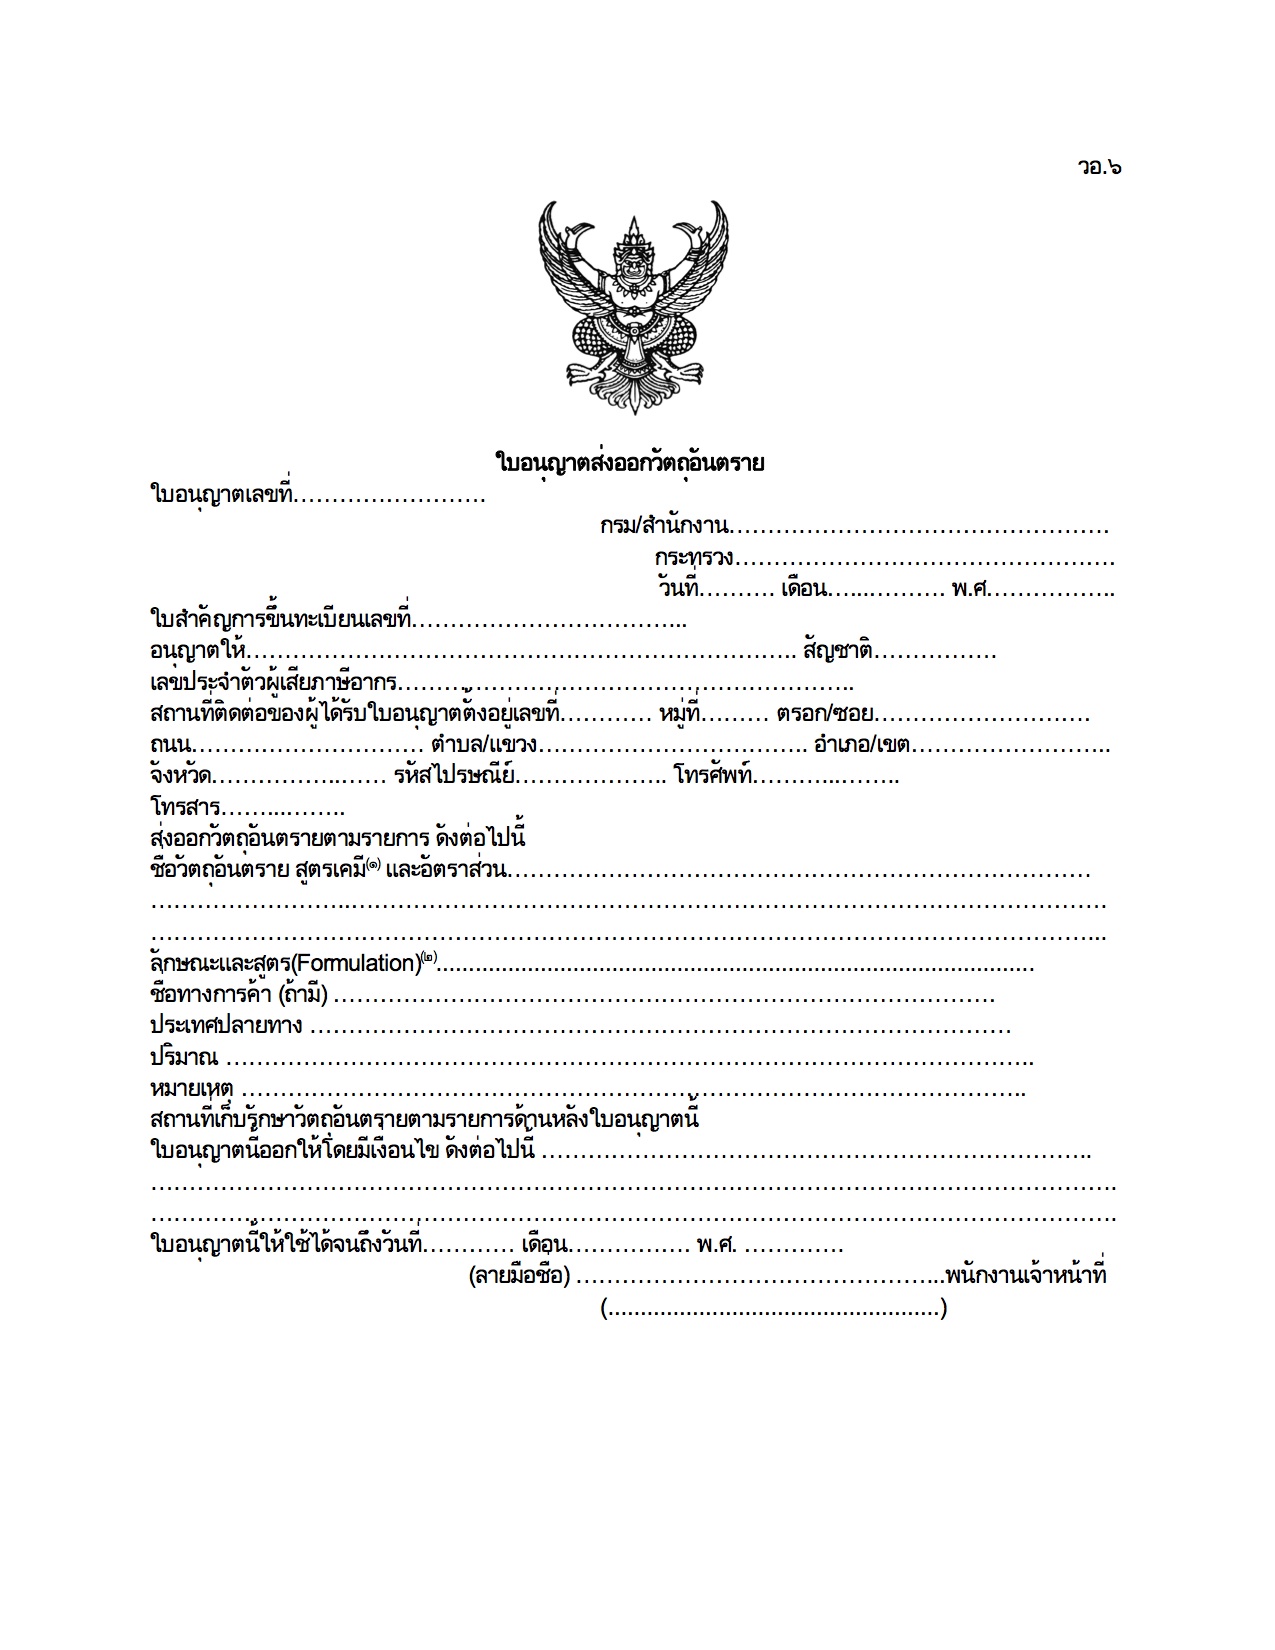 วอ.๖
ใบอนุญาตส่งออกวัตถุอันตราย
ใบอนุญาตเลขที่.........................
กรม/สำนักงาน.................................................
กระทรวง.................................................
วันที่.......... เดือน................ พ.ศ.................
ใบสำคัญการขึ้นทะเบียนเลขที่...................................
อนุญาตให้....................................................................... สัญชาติ................
เลขประจำตัวผู้เสียภาษีอากร...........................................................
สถานที่ติดต่อของผู้ได้รับใบอนุญาตตั้งอยู่เลขที่............ หมู่ที่......... ตรอก/ซอย............................
ถนน.............................. ตำบล/แขวง................................... อำเภอ/เขต..........................
จังหวัด....................... รหัสไปรษณีย์.................... โทรศัพท์...................
โทรสาร................
ส่งออกวัตถุอันตรายตามรายการ ดังต่อไปนี้
ชื่อวัตถุอันตราย สูตรเคมี(๑) และอัตราส่วน...........................................................................
............................................................................................................................
............................................................................................................................
ลักษณะและสูตร(Formulation)(๒)............................................................................................
ชื่อทางการค้า (ถ้ามี) .....................................................................................
ประเทศปลายทาง ..........................................................................................
ปริมาณ ........................................................................................................
หมายเหตุ .....................................................................................................
สถานที่เก็บรักษาวัตถุอันตรายตามรายการด้านหลังใบอนุญาตนี้
ใบอนุญาตนี้ออกให้โดยมีเงื่อนไข ดังต่อไปนี้ .......................................................................
............................................................................................................................
............................................................................................................................
ใบอนุญาตนี้ให้ใช้ได้จนถึงวันที่............ เดือน................ พ.ศ. .............
(ลายมือชื่อ) ...............................................พนักงานเจ้าหน้าที่
(...................................................)